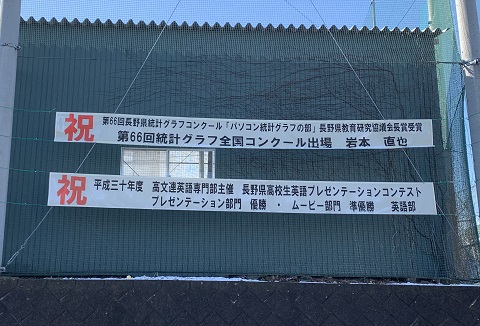 祝 第66回長野県統計グラフコンクール「パソコン統計グラフの部」長野県教育研究協議会長賞受賞
第66回統計グラフ全国コンクール出場 岩本 直也
祝 平成三十年度 高文連英語専門部主催 長野県高校生英語プレゼンテーションコンテスト
プレゼンテーション部門 優勝 ・ ムービー部門 準優勝 英語部